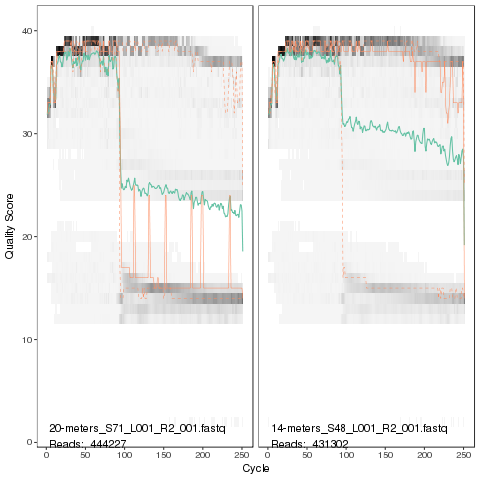 40
30
20
10
0
Quality Score
20-meters_S71_L001_R2_001.fastq
Reads: 444227
14-meters_S48_L001_R2_001.fastq
Reads: 431302
0 50 100 150 200 250 0 50 100 150 200 250
Cycle